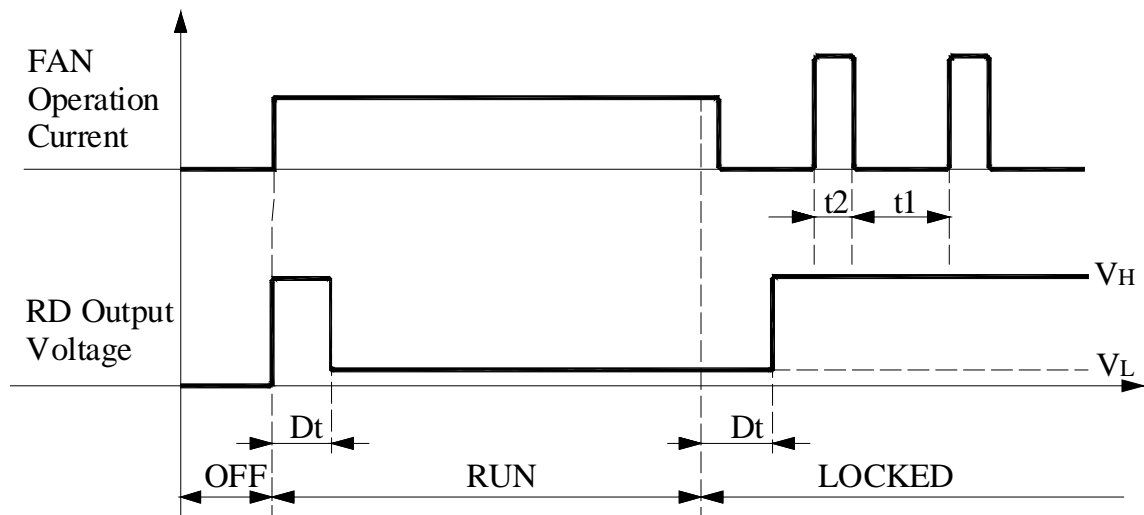 FAN
Operation
Current
t2
t1
VH
RD Output
Voltage
VL
Dt
Dt
OFF
RUN
LOCKED